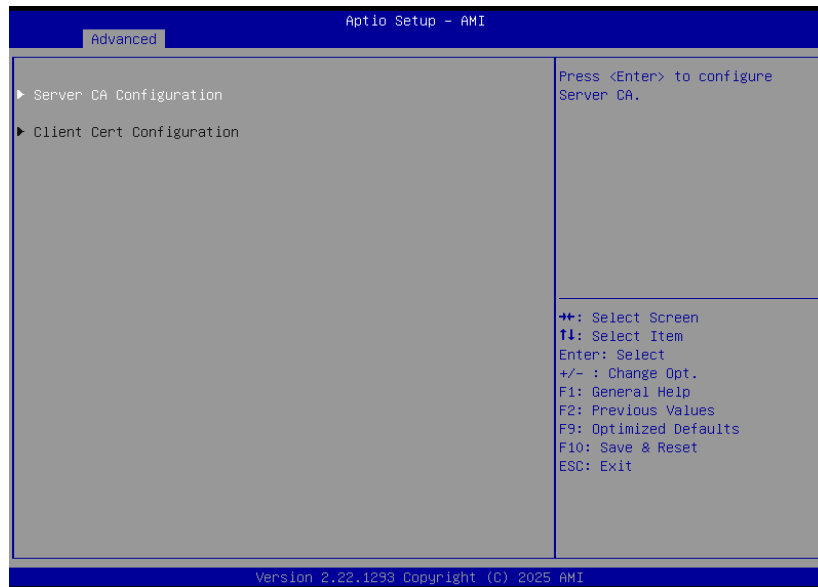 Aptio Setup - AMI
Advanced
▶ Server CA Configuration
▶ Client Cert Configuration
Press <Enter> to configure
Server CA.
→←: Select Screen
↑↓: Select Item
Enter: Select
+/- : Change Opt.
F1: General Help
F2: Previous Values
F9: Optimized Defaults
F10: Save & Reset
ESC: Exit
Version 2.22.1293 Copyright (C) 2025 AMI